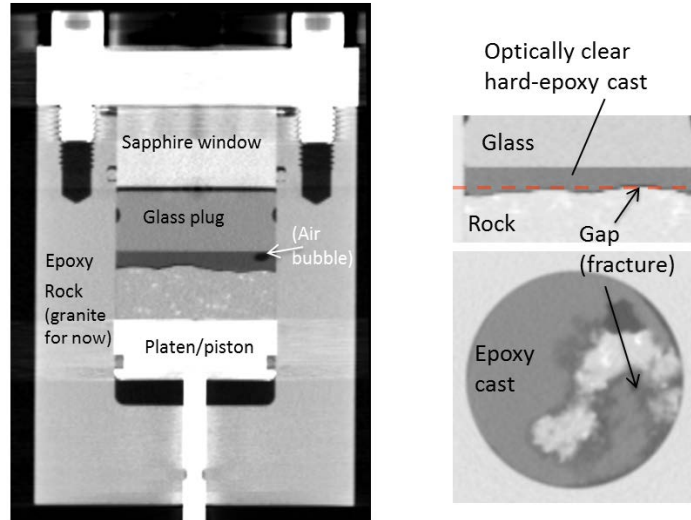 Sapphire window
Glass plug
(Air
bubble)
Epoxy
Rock
(granite
for now)
Platen/piston
Optically clear
hard-epoxy cast
Glass
Rock
Gap
(fracture)
Epoxy
cast